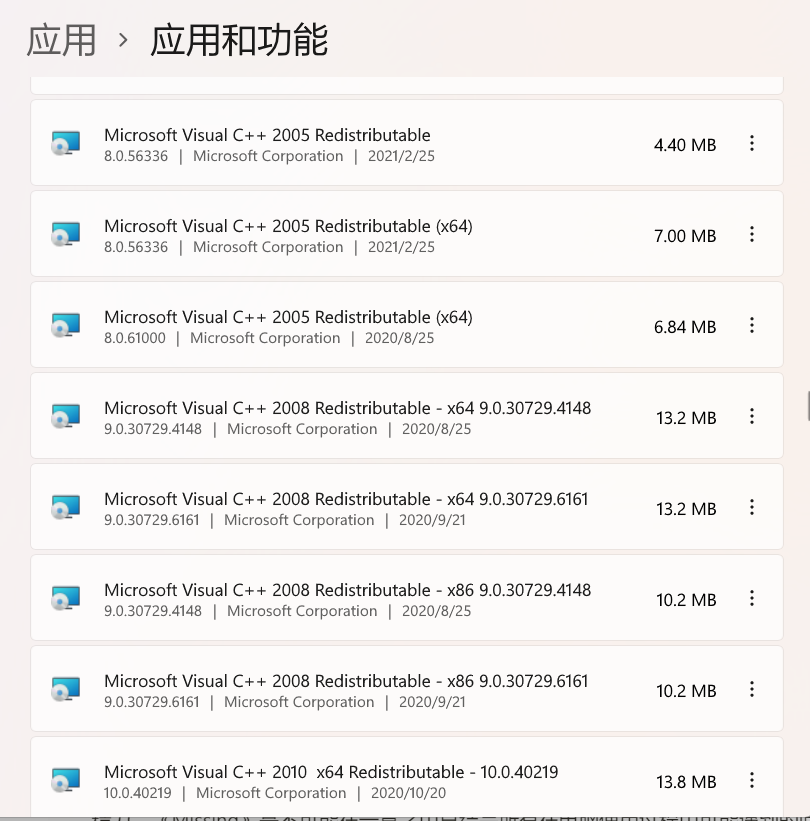 应用 > 应用和功能
Microsoft Visual C++ 2005 Redistributable
8.0.56336 | Microsoft Corporation | 2021/2/25
4.40 MB
Microsoft Visual C++ 2005 Redistributable (x64)
8.0.56336 | Microsoft Corporation | 2021/2/25
7.00 MB
Microsoft Visual C++ 2005 Redistributable (x64)
8.0.61000 | Microsoft Corporation | 2020/8/25
6.84 MB
Microsoft Visual C++ 2008 Redistributable - x64 9.0.30729.4148
9.0.30729.4148 | Microsoft Corporation | 2020/8/25
13.2 MB
Microsoft Visual C++ 2008 Redistributable - x64 9.0.30729.6161
9.0.30729.6161 | Microsoft Corporation | 2020/9/21
13.2 MB
Microsoft Visual C++ 2008 Redistributable - x86 9.0.30729.4148
9.0.30729.4148 | Microsoft Corporation | 2020/8/25
10.2 MB
Microsoft Visual C++ 2008 Redistributable - x86 9.0.30729.6161
9.0.30729.6161 | Microsoft Corporation | 2020/9/21
10.2 MB
Microsoft Visual C++ 2010  x64 Redistributable - 10.0.40219
10.0.40219 | Microsoft Corporation | 2020/10/20
13.8 MB